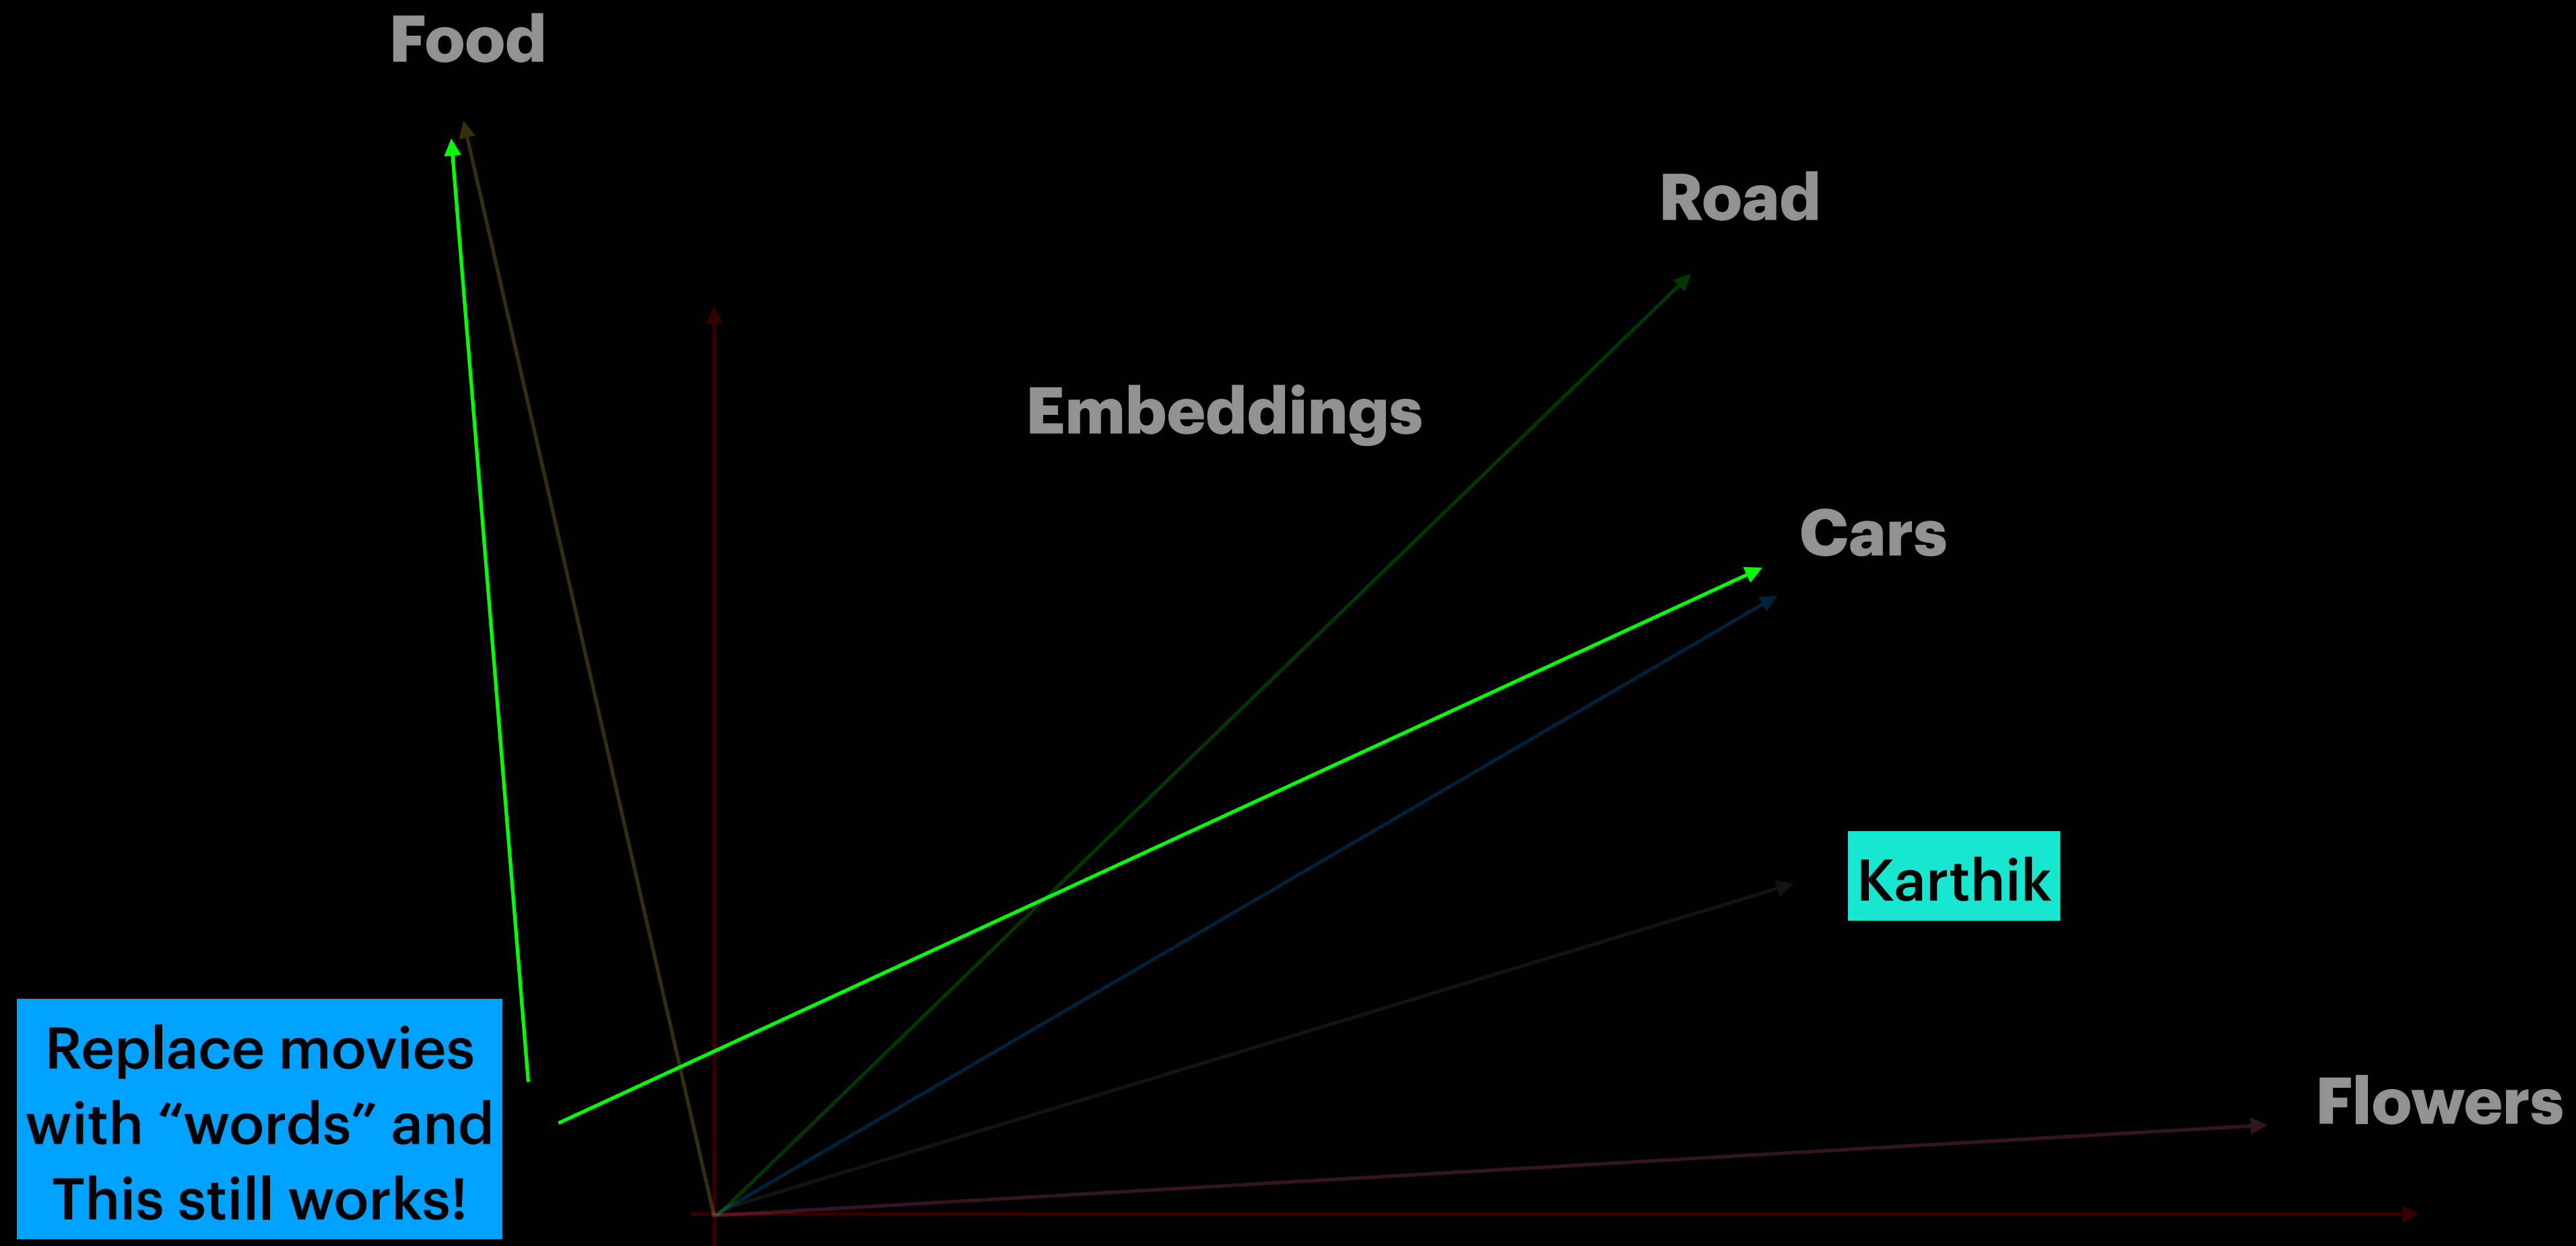 Food
Road
Embeddings
Cars
Karthik
Replace movies
with “words” and
This still works!
Flowers